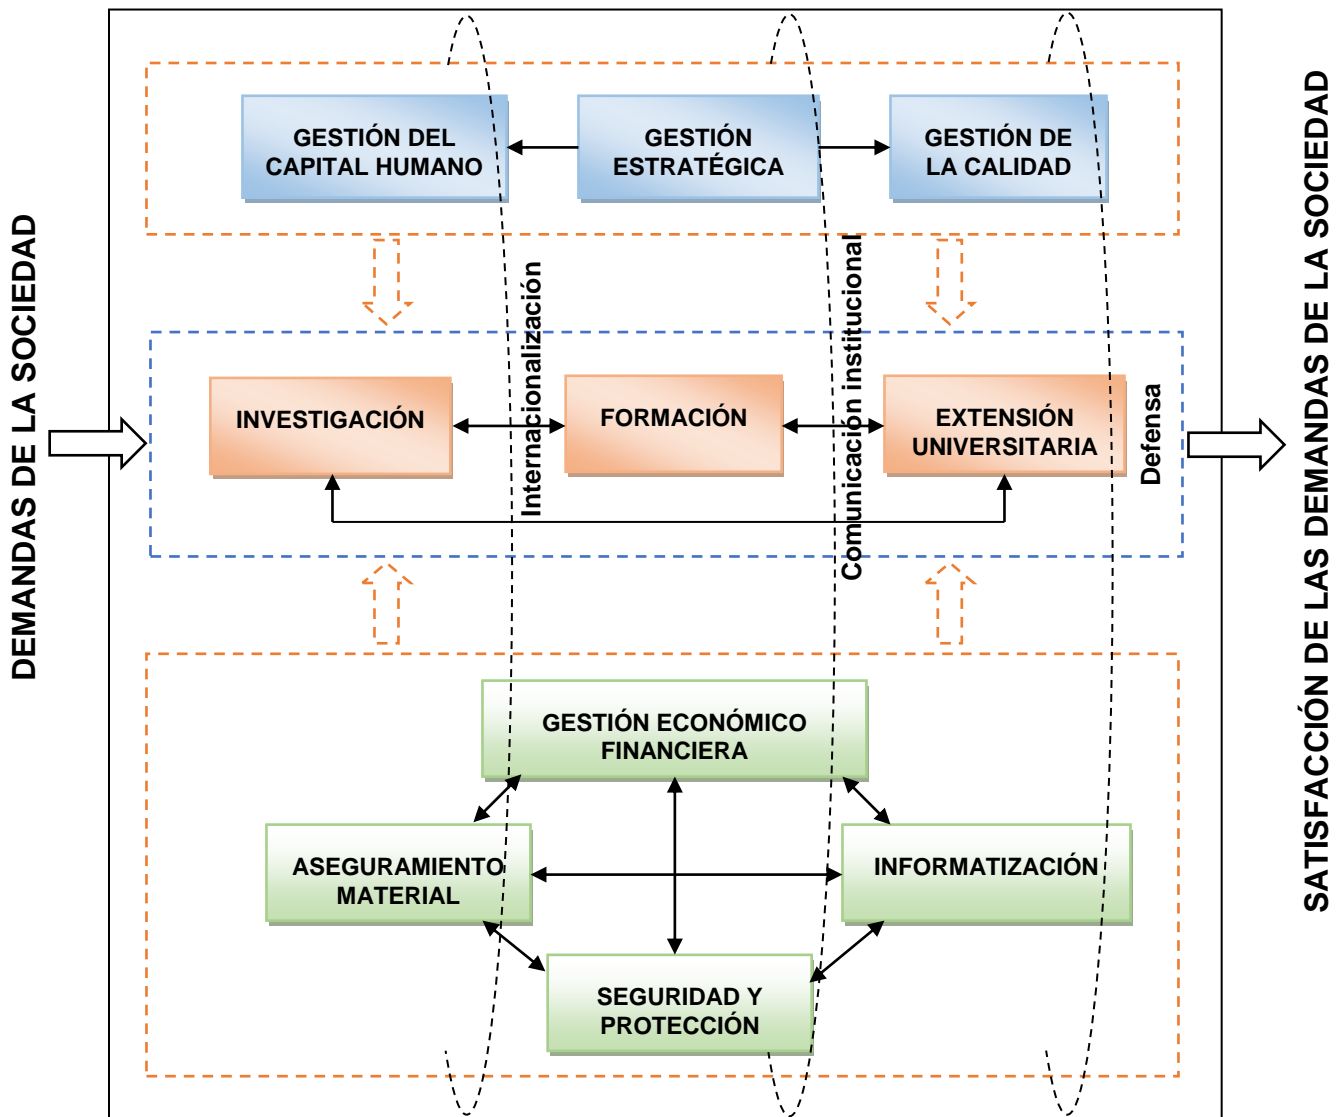 DEMANDAS DE LA SOCIEDAD
GESTIÓN DEL
CAPITAL HUMANO
GESTIÓN
ESTRATÉGICA
GESTIÓN DE
LA CALIDAD
Internacionalización
Comunicación institucional
Defensa
INVESTIGACIÓN
FORMACIÓN
EXTENSIÓN
UNIVERSITARIA
GESTIÓN ECONÓMICO
FINANCIERA
ASEGURAMIENTO
MATERIAL
INFORMATIZACIÓN
SEGURIDAD Y
PROTECCIÓN
SATISFACCIÓN DE LAS DEMANDAS DE LA SOCIEDAD